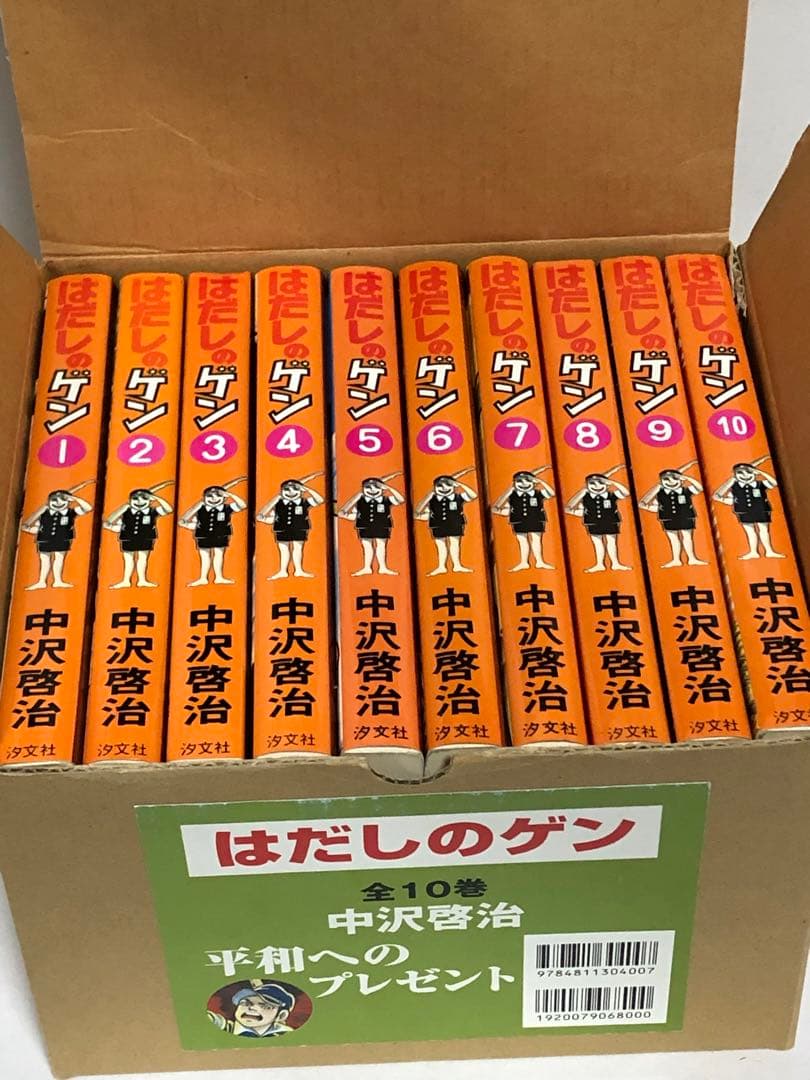 はだしのゲン
1
中沢啓治
汐文社
はだしのゲン
2
中沢啓治
汐文社
はだしのゲン
3
中沢啓治
汐文社
はだしのゲン
4
中沢啓治
汐文社
はだしのゲン
5
中沢啓治
汐文社
はだしのゲン
6
中沢啓治
汐文社
はだしのゲン
7
中沢啓治
汐文社
はだしのゲン
8
中沢啓治
汐文社
はだしのゲン
9
中沢啓治
汐文社
はだしのゲン
10
中沢啓治
汐文社
はだしのゲン
全10巻
中沢啓治
平和への
プレゼント
9784811304007
1920079068000